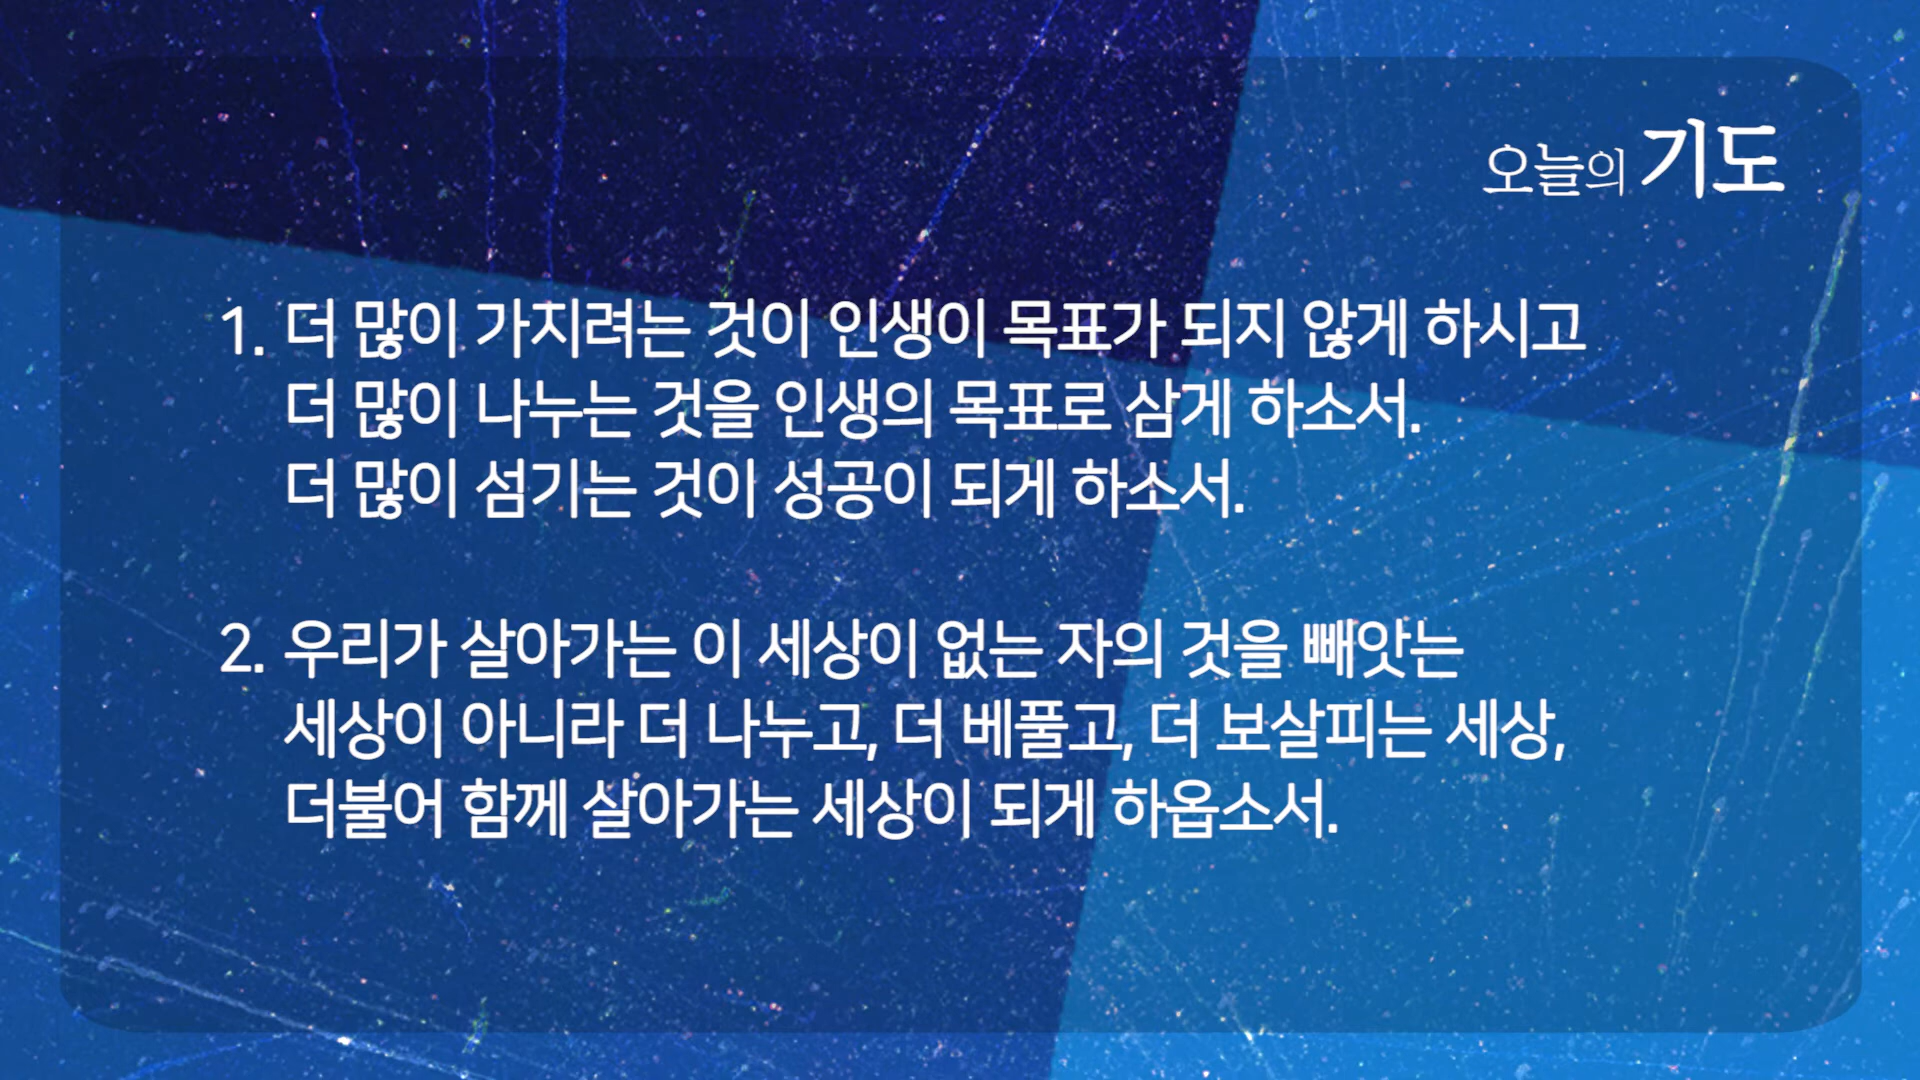 오늘의 기도
1. 더 많이 가지려는 것이 인생이 목표가 되지 않게 하시고
더 많이 나누는 것을 인생의 목표로 삼게 하소서.
더 많이 섬기는 것이 성공이 되게 하소서.
2. 우리가 살아가는 이 세상이 없는 자의 것을 빼앗는
세상이 아니라 더 나누고, 더 베풀고, 더 보살피는 세상,
더불어 함께 살아가는 세상이 되게 하옵소서.